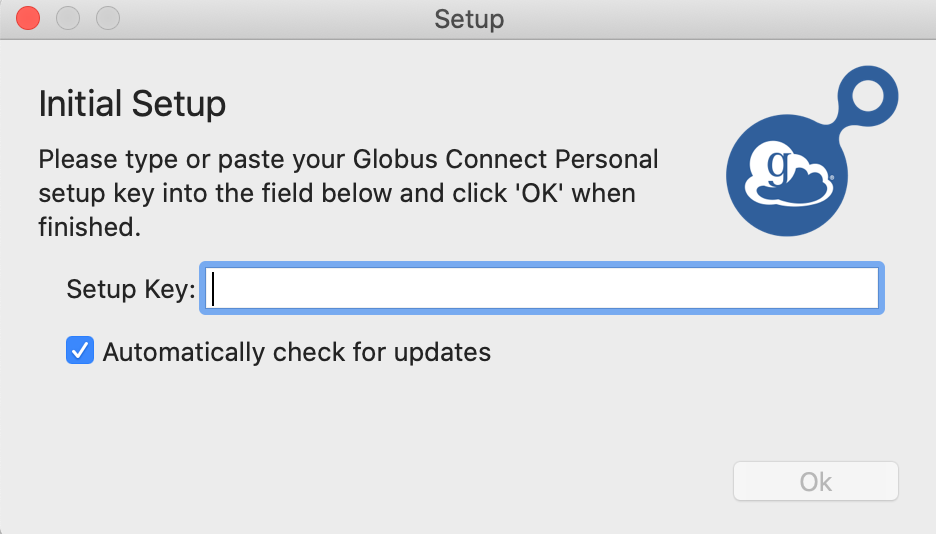 Setup
Initial Setup
g
Please type or paste your Globus Connect Personal
setup key into the field below and click 'OK' when
finished.
Setup Key:
Automatically check for updates
Ok